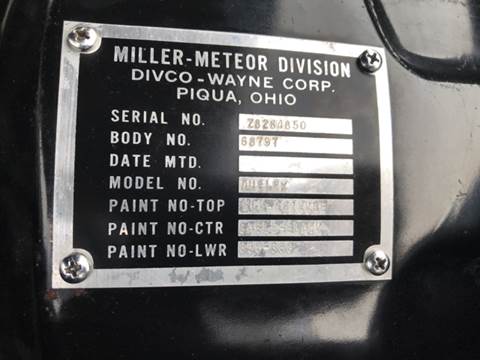 MILLER-METEOR DIVISION
DIVCO-WAYNE CORP.
PIQUA, OHIO
SERIAL NO. Z8284850
BODY NO. 68797
DATE MTD.
MODEL NO.
PAINT NO-TOP
PAINT NO-CTR
PAINT NO-LWR